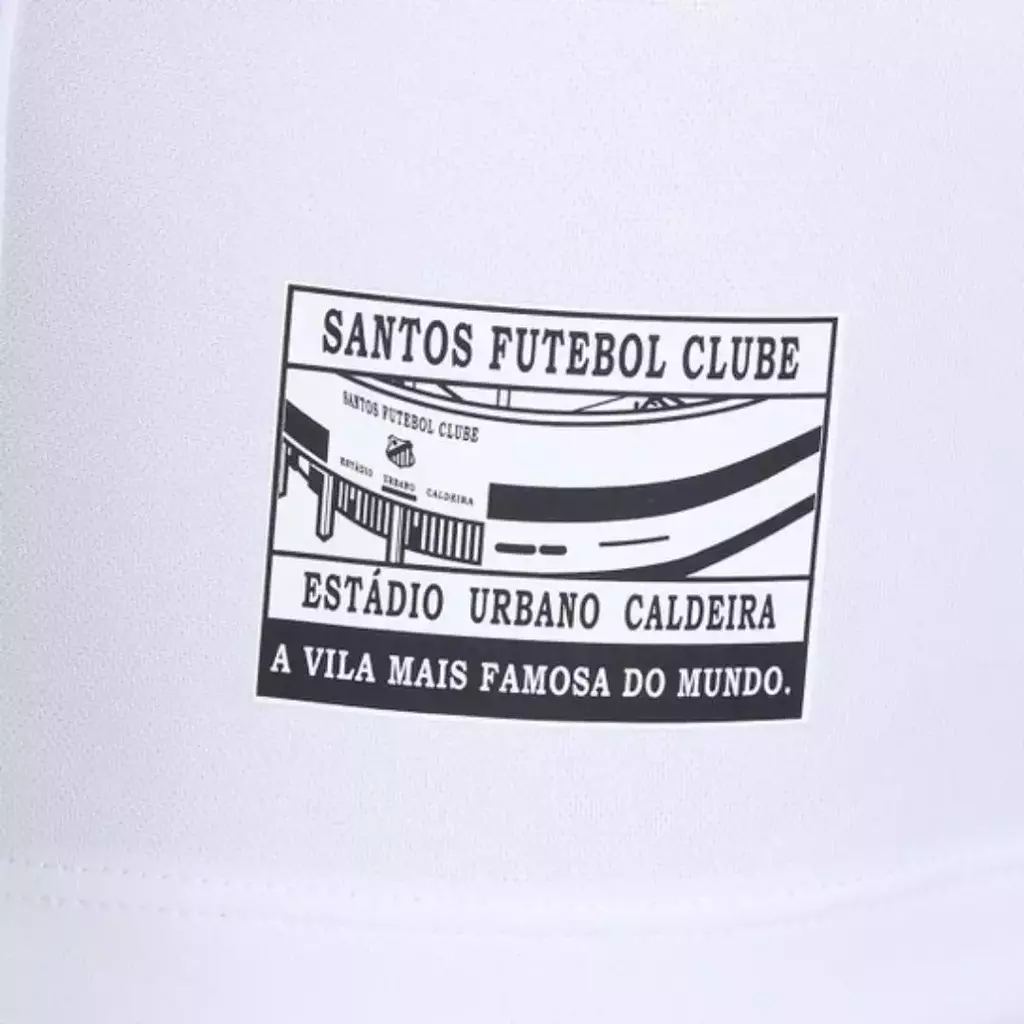 SANTOS FUTEBOL CLUBE
SANTOS FUTEBOL CLUBE
ESTÁDIO URBANO CALDEIRA
ESTÁDIO URBANO CALDEIRA
A VILA MAIS FAMOSA DO MUNDO.